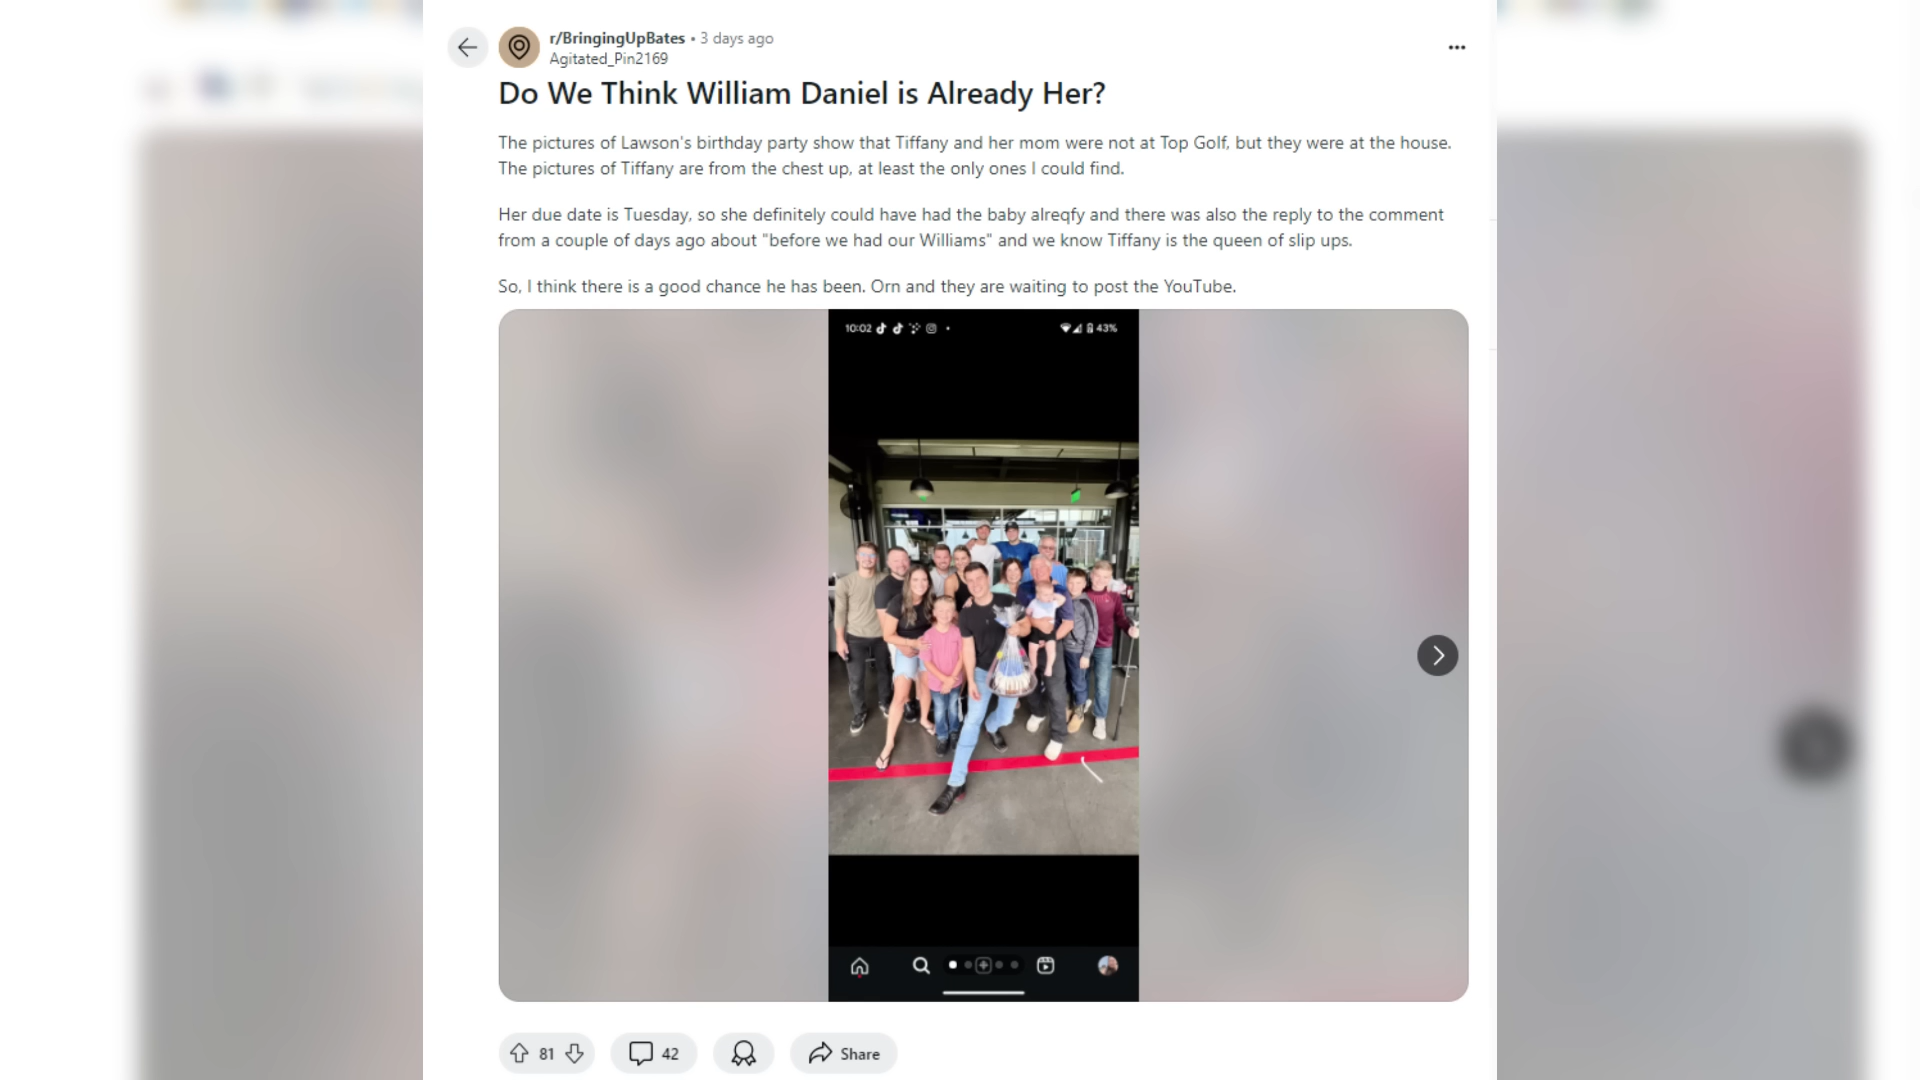 r/BringingUpBates • 3 days ago
Agitated_Pin2169
Do We Think William Daniel is Already Her?
The pictures of Lawson's birthday party show that Tiffany and her mom were not at Top Golf, but they were at the house.
The pictures of Tiffany are from the chest up, at least the only ones I could find.
Her due date is Tuesday, so she definitely could have had the baby alreqfy and there was also the reply to the comment
from a couple of days ago about "before we had our Williams" and we know Tiffany is the queen of slip ups.
So, I think there is a good chance he has been. Orn and they are waiting to post the YouTube.
10:02 43%
81 42 Share